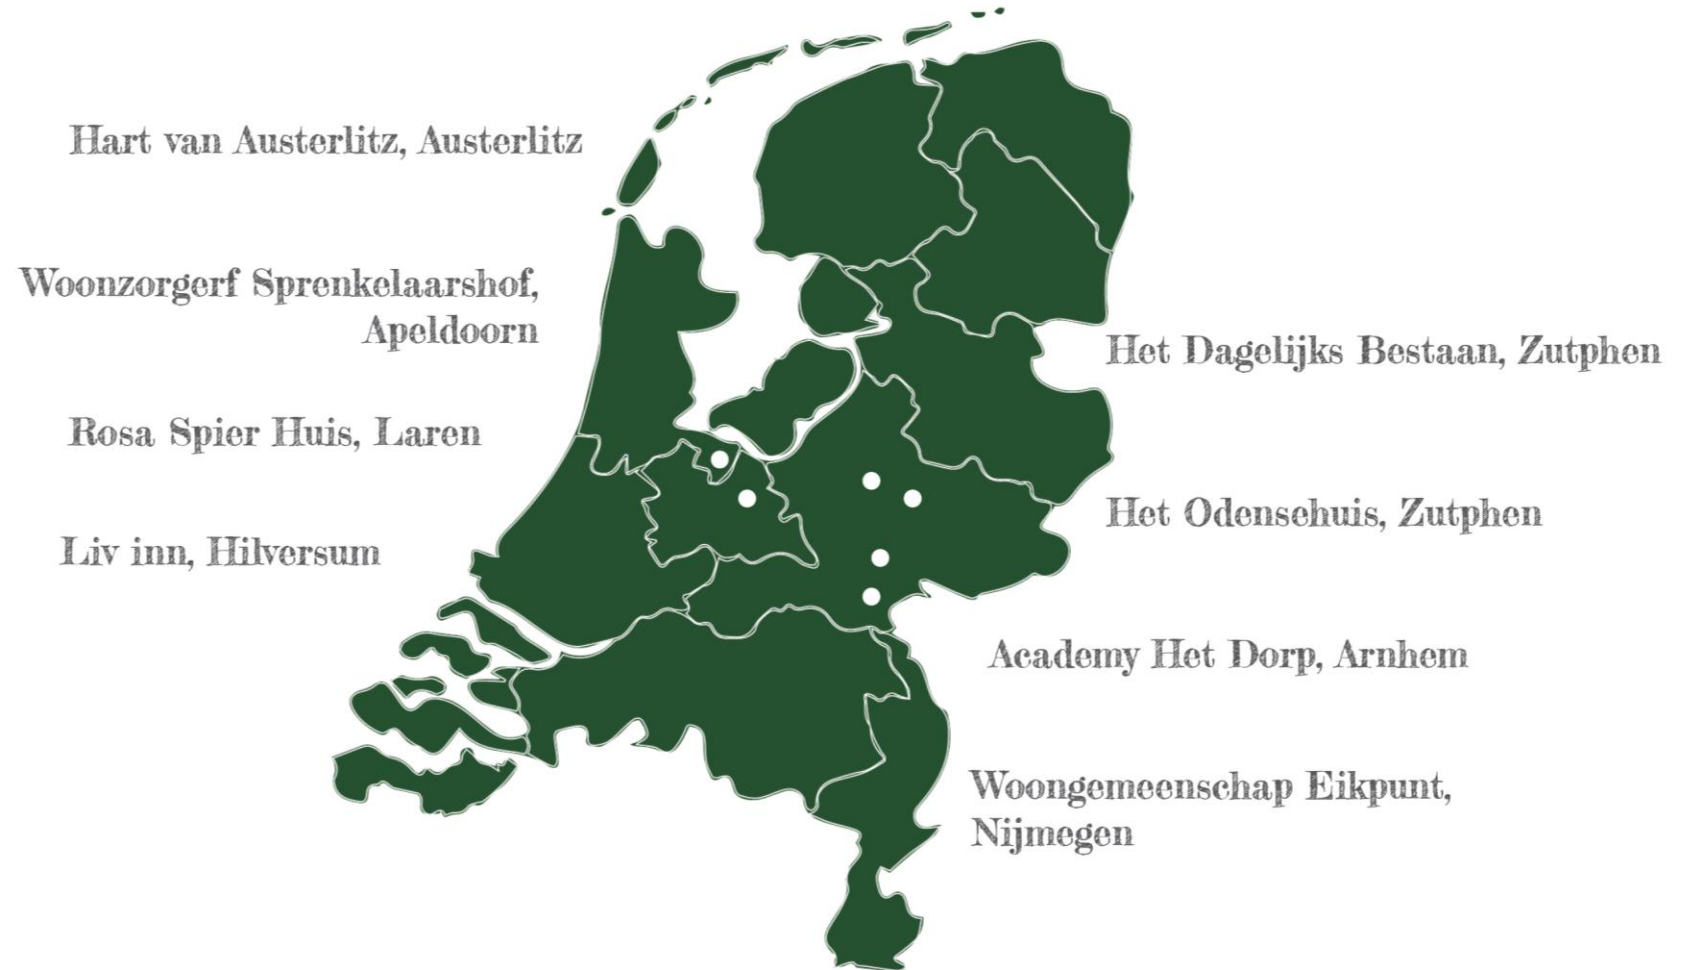 Hart van Austerlitz, Austerlitz
Woonzorgerf Sprenkelaarshof,
Apeldoorn
Rosa Spier Huis, Laren
Liv inn, Hilversum
Het Dagelijks Bestaan, Zutphen
Het Odensehuis, Zutphen
Academy Het Dorp, Arnhem
Woongemeenschap Eikpunt,
Nijmegen